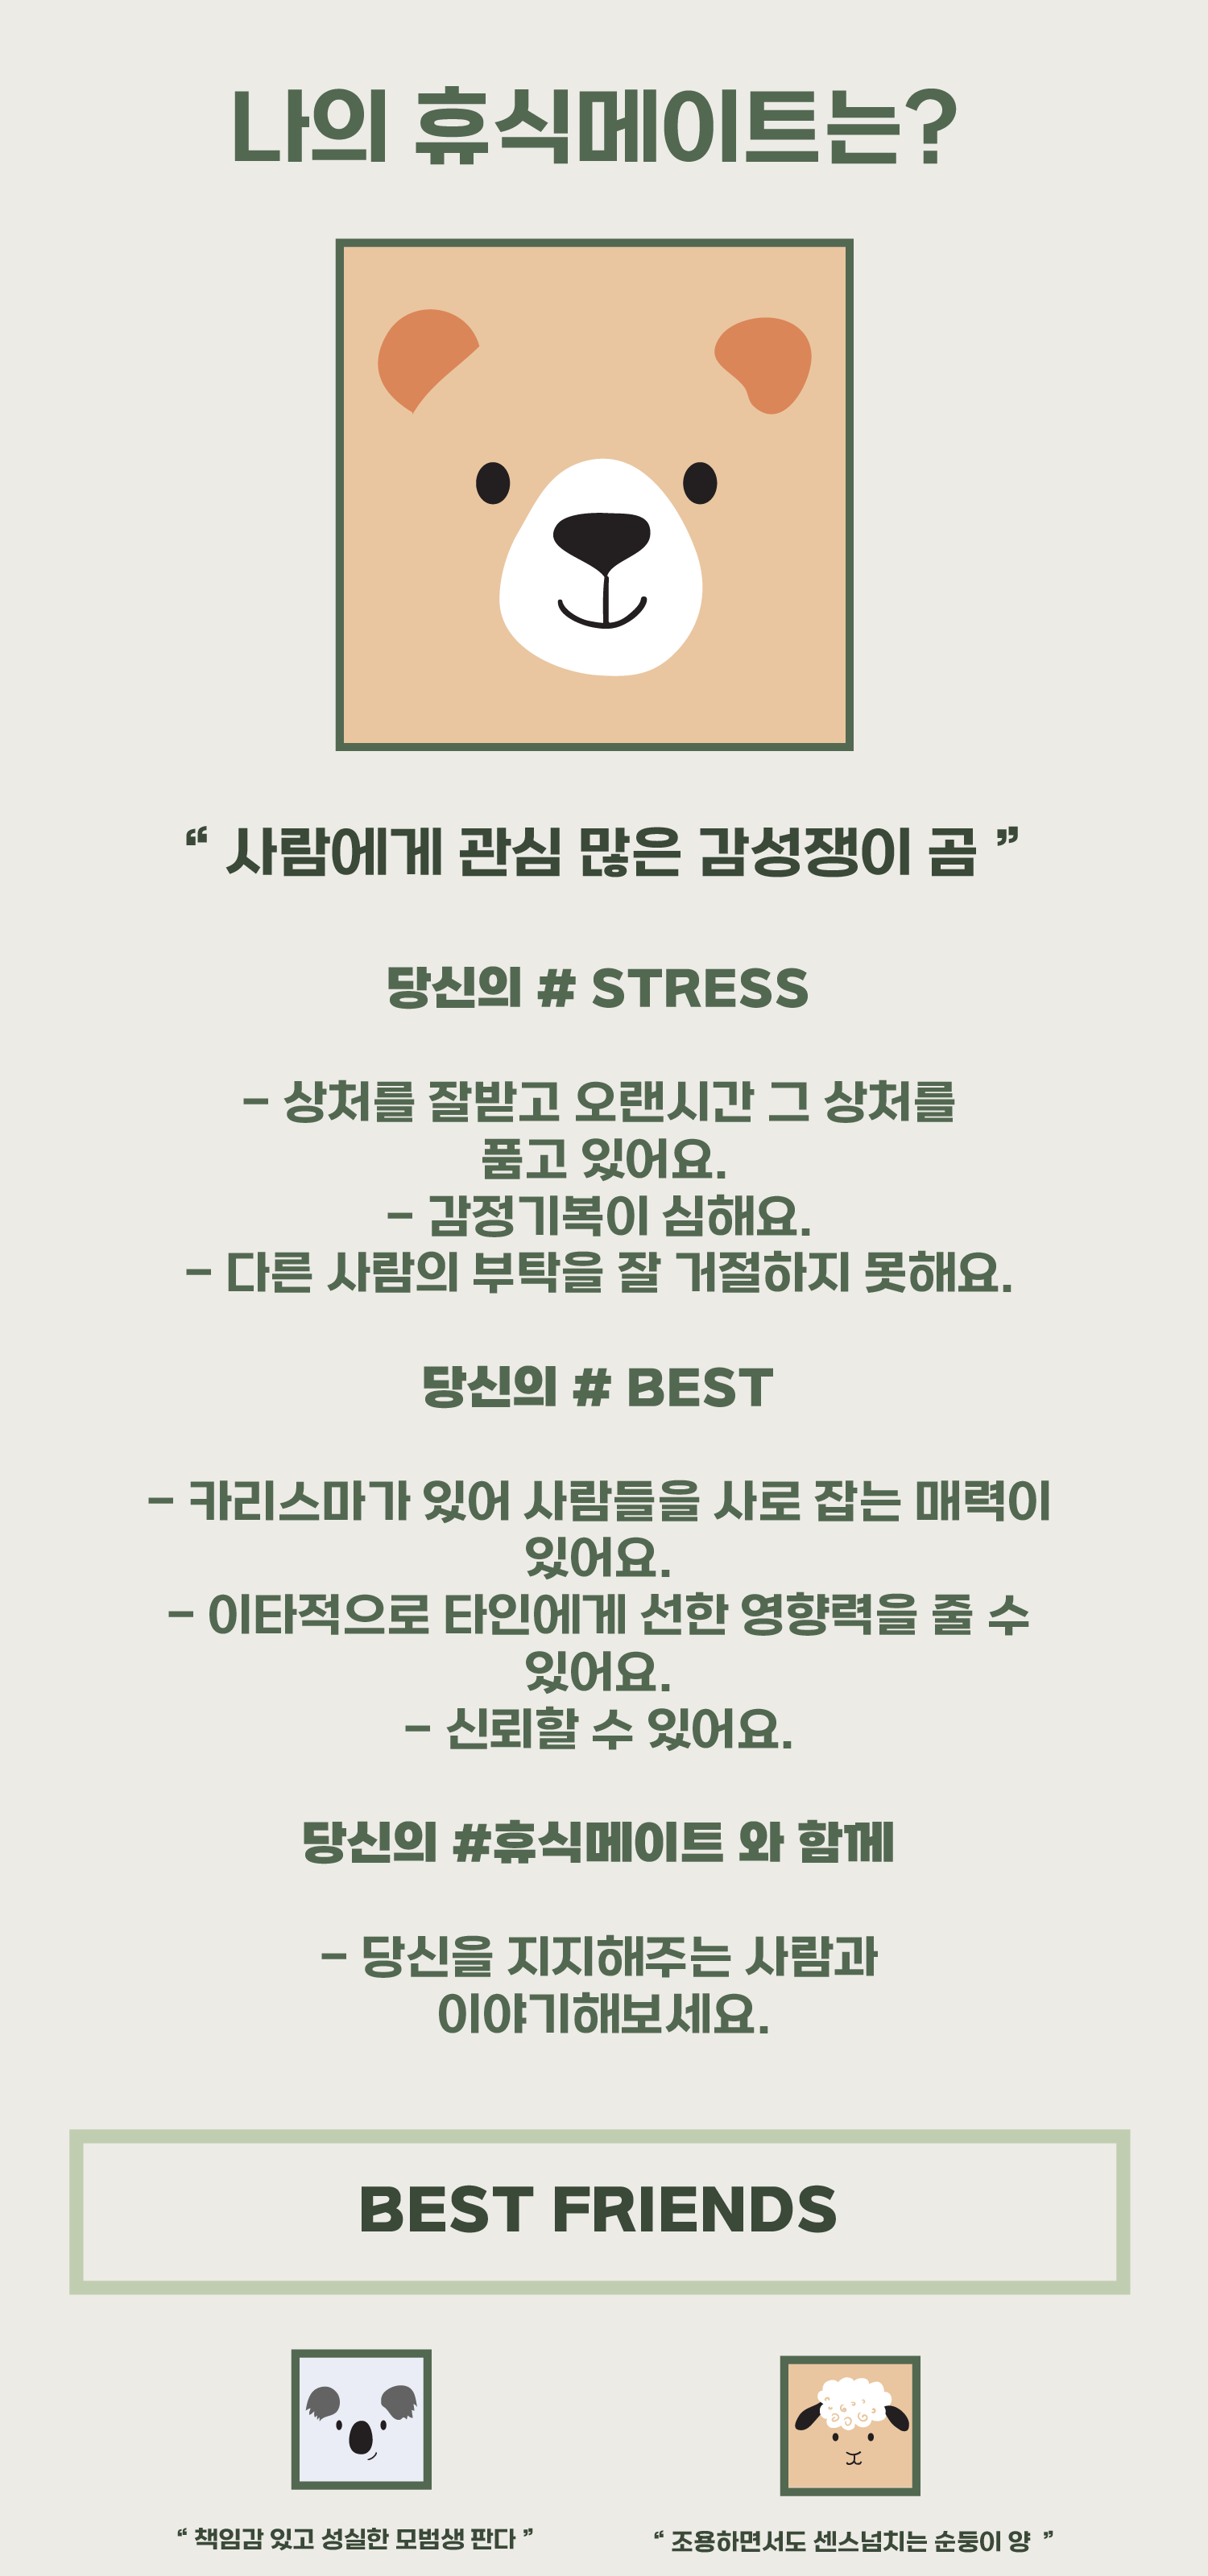 나의 휴식메이트는?
“ 사람에게 관심 많은 감성쟁이 곰 ”
당신의 # STRESS
- 상처를 잘받고 오랜시간 그 상처를
품고 있어요.
- 감정기복이 심해요.
- 다른 사람의 부탁을 잘 거절하지 못해요.
당신의 # BEST
- 카리스마가 있어 사람들을 사로 잡는 매력이
있어요.
- 이타적으로 타인에게 선한 영향력을 줄 수
있어요.
- 신뢰할 수 있어요.
당신의 #휴식메이트 와 함께
- 당신을 지지해주는 사람과
이야기해보세요.
BEST FRIENDS
“ 책임감 있고 성실한 모범생 판다 ”
“ 조용하면서도 센스넘치는 순둥이 양 ”